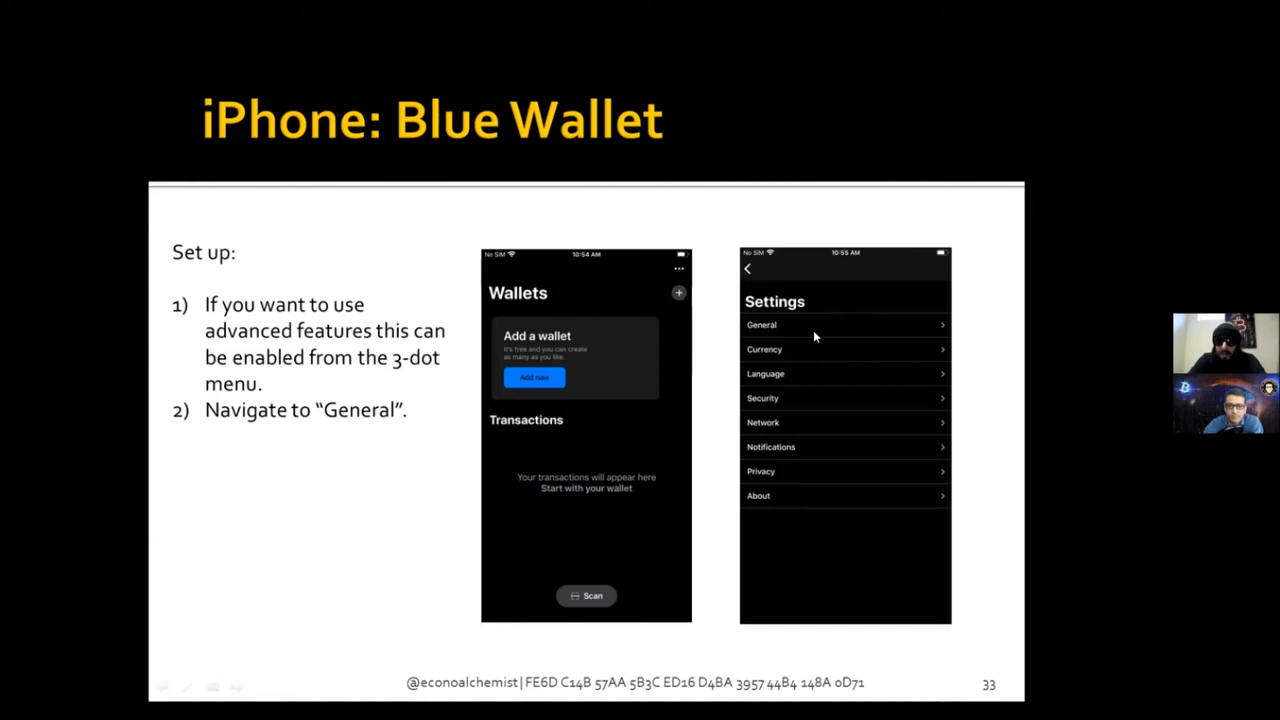 iPhone: Blue Wallet
Set up:
1) If you want to use
advanced features this can
be enabled from the 3-dot
menu.
2) Navigate to “General”.
No SIM 10:54 AM
Wallets
Add a wallet
It's free and you can create
as many as you like.
Add now
Transactions
Your transactions will appear here
Start with your wallet
Scan
No SIM 10:55 AM
Settings
General
Currency
Language
Security
Network
Notifications
Privacy
About
@econoalchemist| FE6D C14B 57AA 5B3C ED16 D4BA 3957 44B4 148A 0D71
33